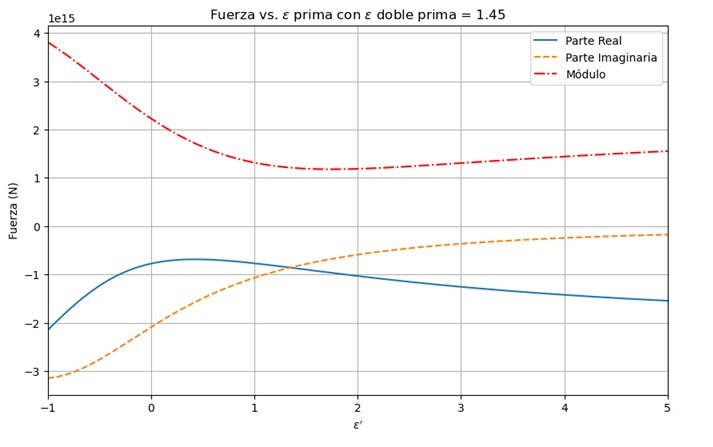 Fuerza vs. ε prima con ε doble prima = 1.45
1e15
4
3
2
1
0
−1
−2
−3
Fuerza (N)
Parte Real
Parte Imaginaria
Módulo
−1 0 1 2 3 4 5
ε′